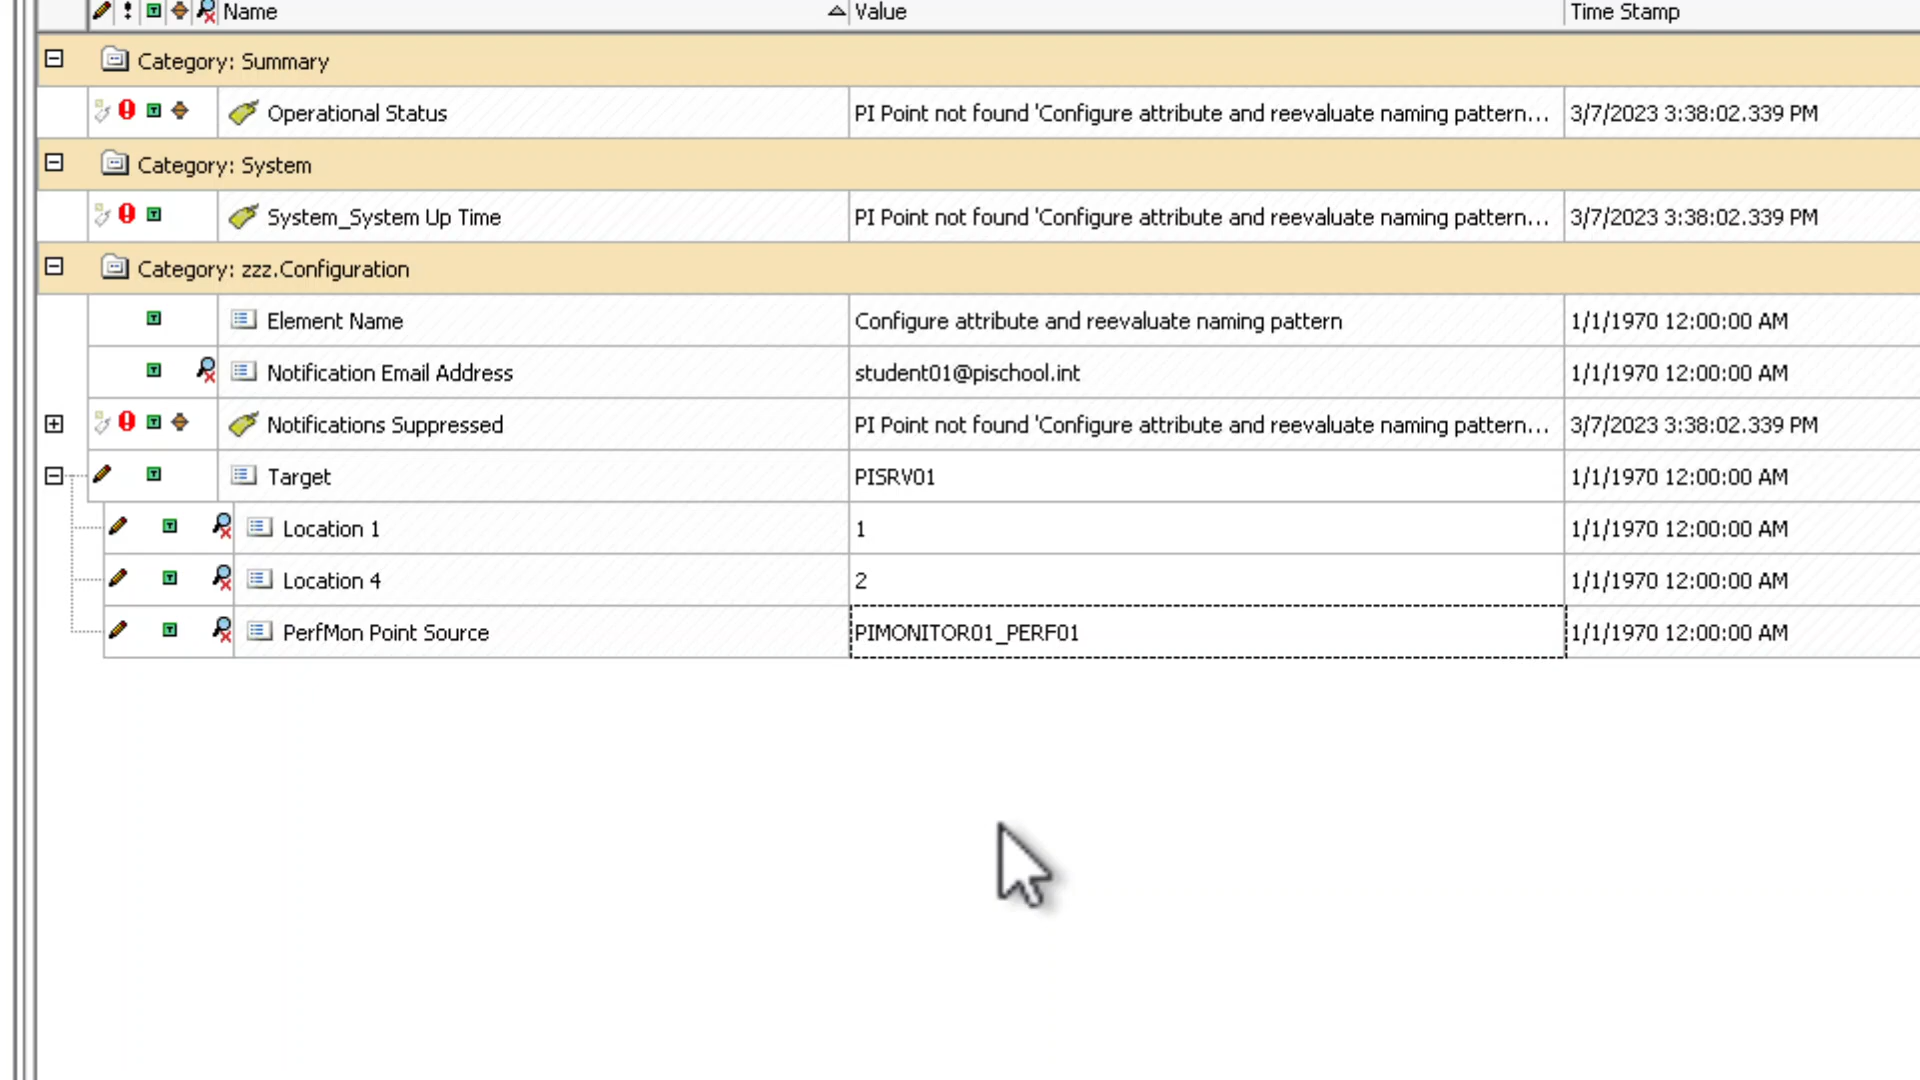 Name Value Time Stamp
Category: Summary
Operational Status PI Point not found 'Configure attribute and reevaluate naming pattern... 3/7/2023 3:38:02.339 PM
Category: System
System_System Up Time PI Point not found 'Configure attribute and reevaluate naming pattern... 3/7/2023 3:38:02.339 PM
Category: zzz.Configuration
Element Name Configure attribute and reevaluate naming pattern 1/1/1970 12:00:00 AM
Notification Email Address student01@pischool.int 1/1/1970 12:00:00 AM
Notifications Suppressed PI Point not found 'Configure attribute and reevaluate naming pattern... 3/7/2023 3:38:02.339 PM
Target PISRV01 1/1/1970 12:00:00 AM
Location 1 1 1/1/1970 12:00:00 AM
Location 4 2 1/1/1970 12:00:00 AM
PerfMon Point Source PIMONITOR01_PERF01 1/1/1970 12:00:00 AM